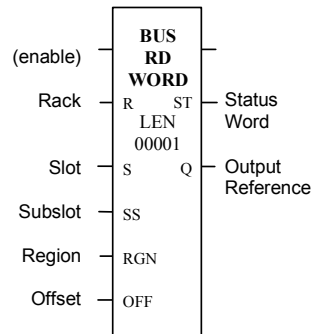 BUS
RD
WORD
(enable)
Rack R ST Status Word
LEN
00001
Slot S Q Output Reference
Subslot SS
Region RGN
Offset OFF